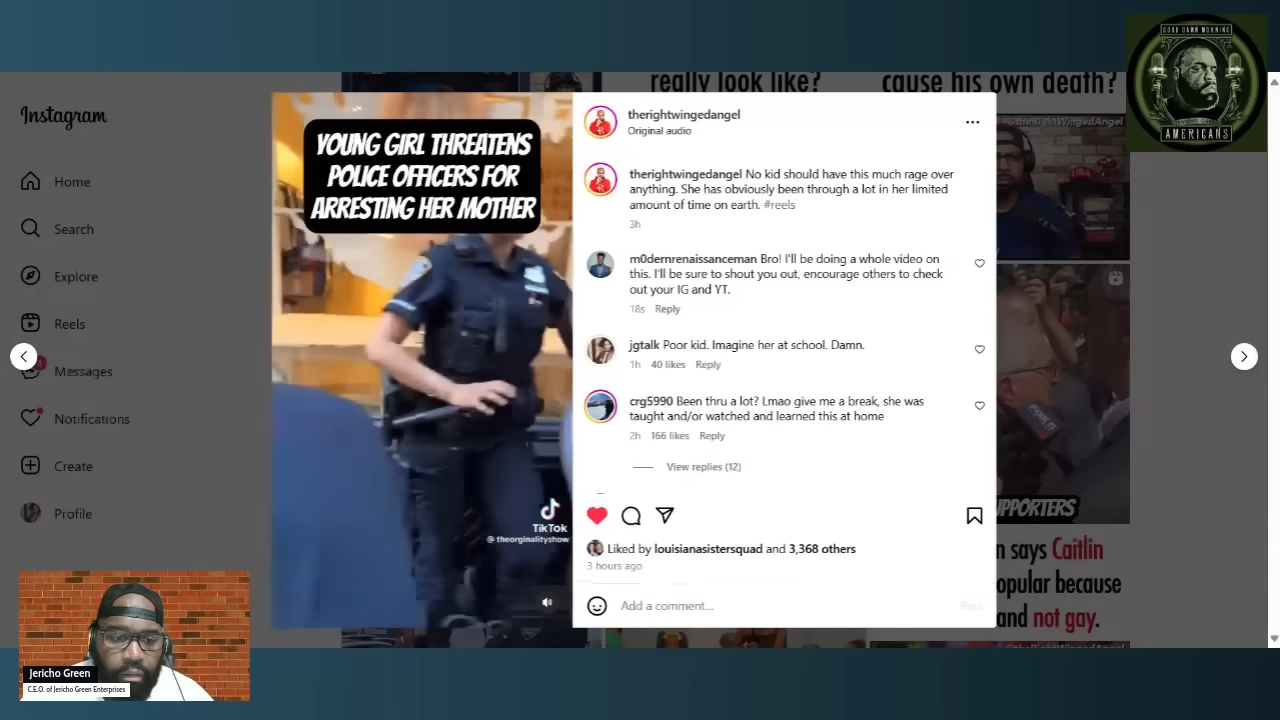 GODE DAMN MORNING
AMERICANS
really look like?
cause his own death?
@theRightWingedAngel
Instagram
Home
Search
Explore
Reels
Messages
Notifications
Create
Profile
YOUNG GIRL THREATENS
POLICE OFFICERS FOR
ARRESTING HER MOTHER
TikTok
@ theorginalityshow
therightwingedangel
Original audio
therightwingedangel No kid should have this much rage over
anything. She has obviously been through a lot in her limited
amount of time on earth. #reels
3h
m0dernrenaissanceman Bro! I'll be doing a whole video on
this. I'll be sure to shout you out, encourage others to check
out your IG and YT.
18s Reply
jgtalk Poor kid. Imagine her at school. Damn.
1h 40 likes Reply
crg5990 Been thru a lot? Lmao give me a break, she was
taught and/or watched and learned this at home
2h 166 likes Reply
View replies (12)
Liked by louisianasistersquad and 3,368 others
3 hours ago
Add a comment...
Post
UPPORTERS
n says Caitlin
opular because
and not gay.
@theRightWingedAngel
Jericho Green
C.E.O. of Jericho Green Enterprises